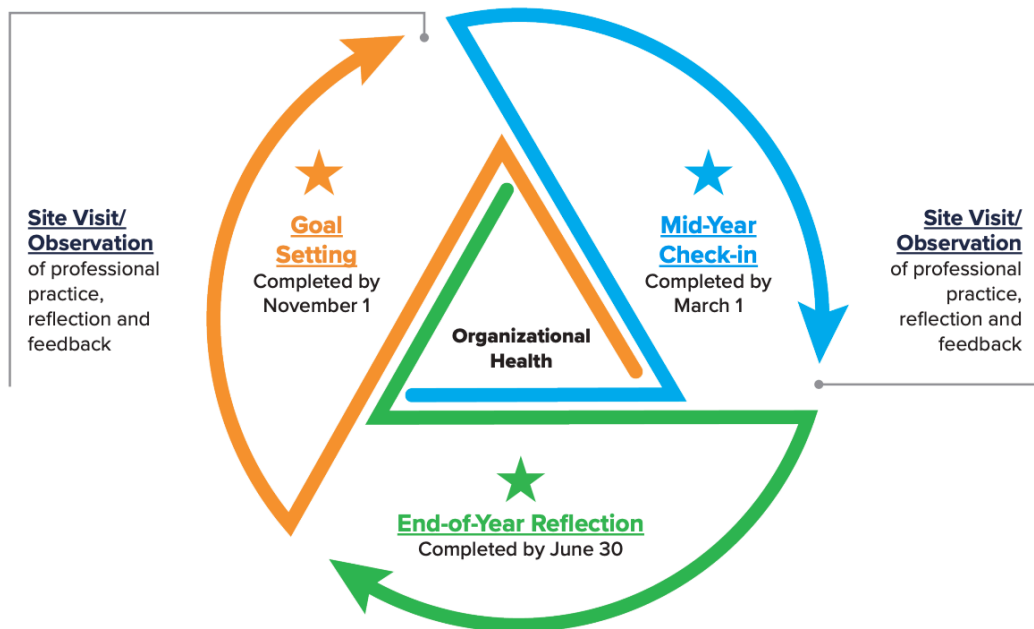 Site Visit/
Observation
of professional
practice,
reflection and
feedback
Goal
Setting
Completed by
November 1
Mid-Year
Check-in
Completed by
March 1
Site Visit/
Observation
of professional
practice,
reflection and
feedback
Organizational
Health
End-of-Year Reflection
Completed by June 30